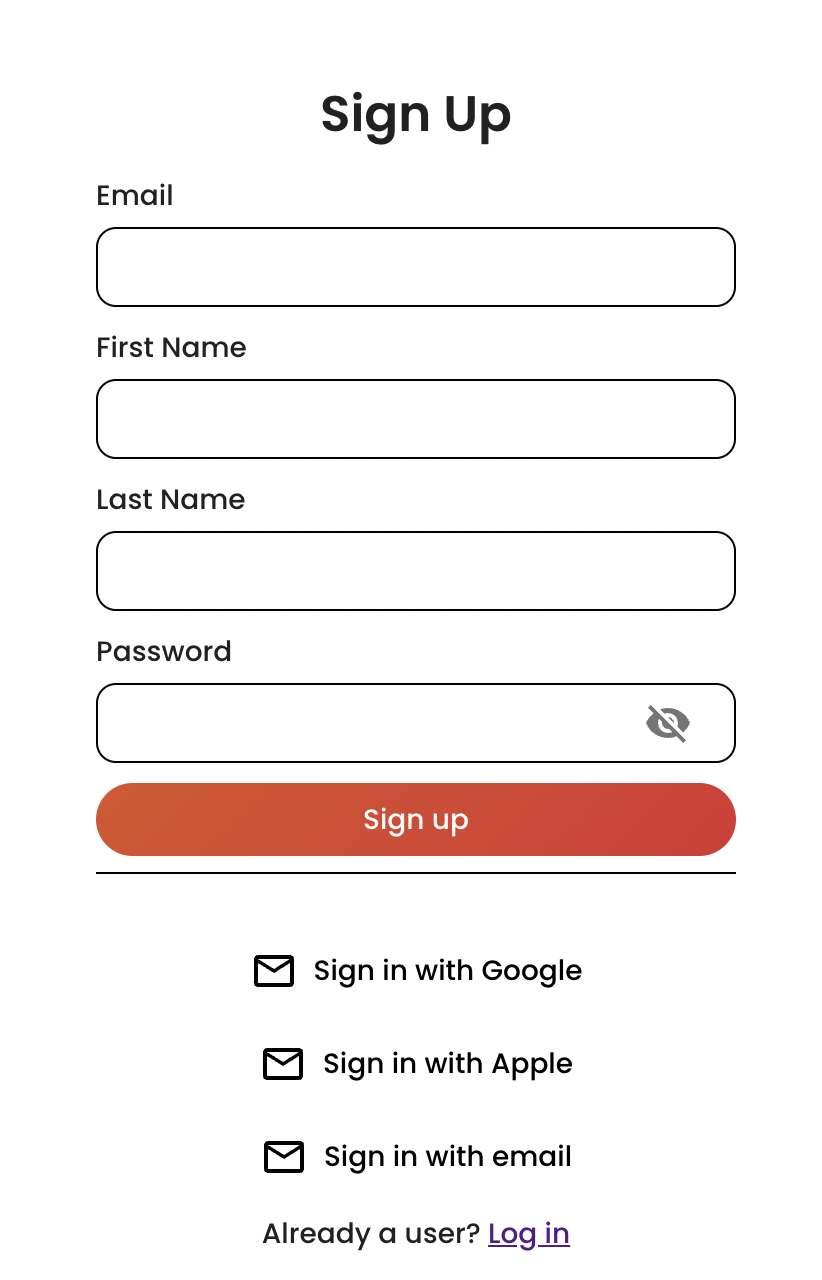 Sign Up
Email
First Name
Last Name
Password
Sign up
Sign in with Google
Sign in with Apple
Sign in with email
Already a user? Log in